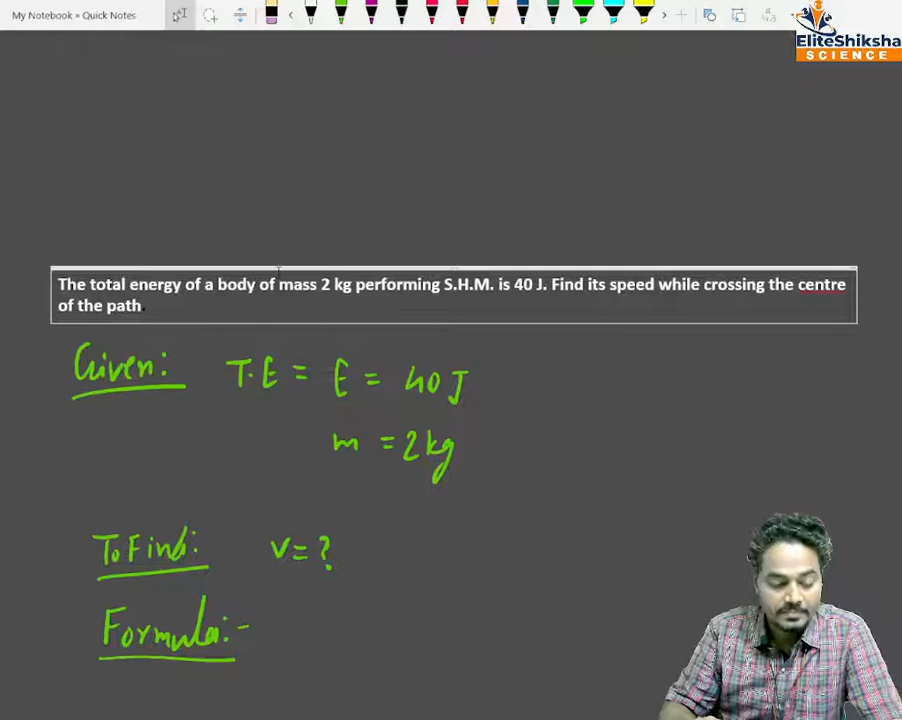 My Notebook » Quick Notes
EliteShiksha
SCIENCE
The total energy of a body of mass 2 kg performing S.H.M. is 40 J. Find its speed while crossing the centre
of the path.
Given: T.E = E = 40 J
m = 2 kg
To Find: v = ?
Formula:-